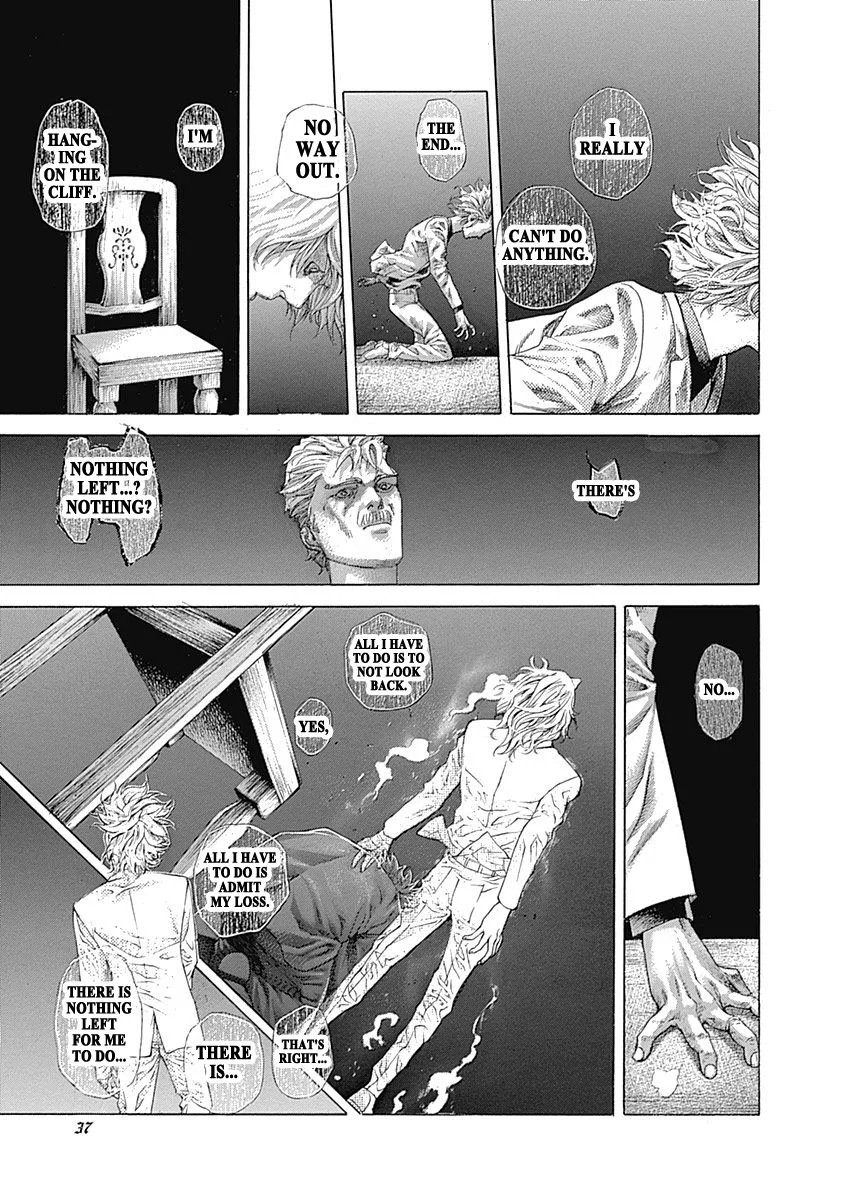 I
REALLY
CAN'T DO
ANYTHING.
THE
END...
NO
WAY
OUT.
I'M
HANG-
ING
ON THE
CLIFF.
THERE'S
NOTHING
LEFT...?
NOTHING?
NO...
ALL I HAVE
TO DO IS TO
NOT LOOK
BACK.
YES,
ALL I HAVE
TO DO IS
ADMIT
MY LOSS.
THAT'S
RIGHT...
THERE
IS...
THERE IS
NOTHING
LEFT
FOR ME
TO DO...
37